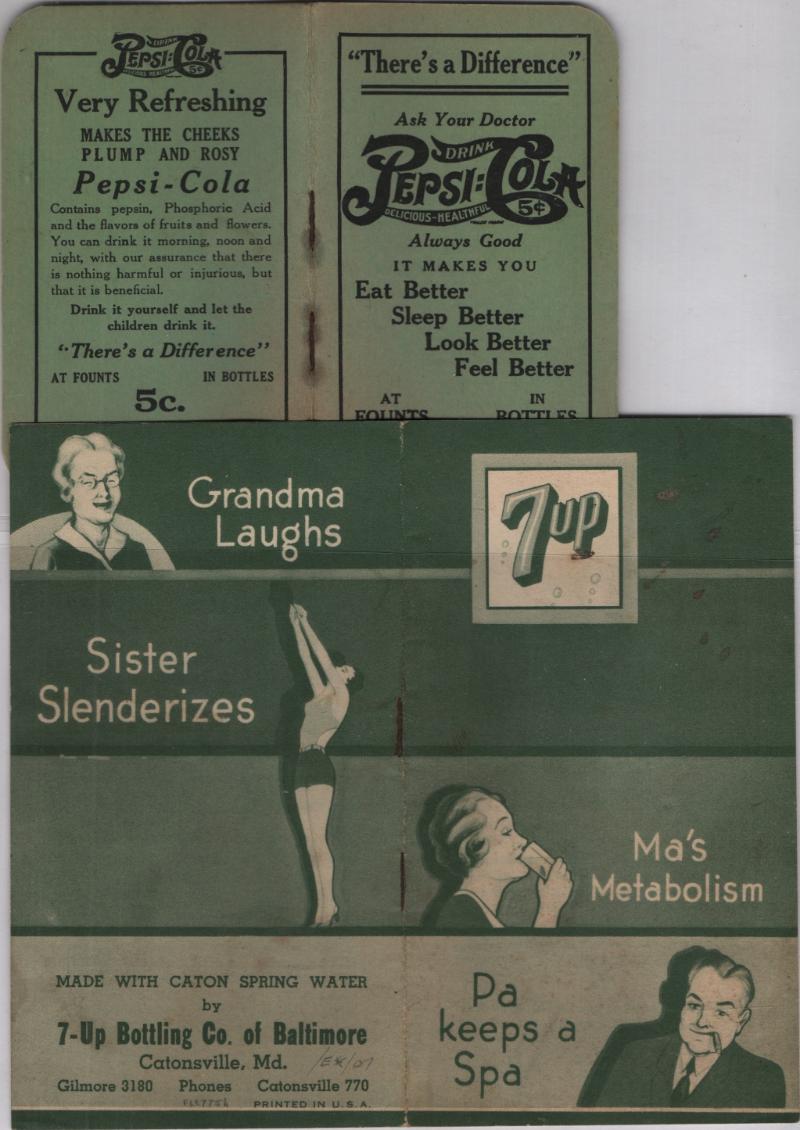 DRINK
PEPSI:COLA
DELICIOUS-HEALTHFUL
5¢
Very Refreshing
MAKES THE CHEEKS
PLUMP AND ROSY
Pepsi-Cola
Contains pepsin, Phosphoric Acid
and the flavors of fruits and flowers.
You can drink it morning, noon and
night, with our assurance that there
is nothing harmful or injurious, but
that it is beneficial.
Drink it yourself and let the
children drink it.
"There's a Difference"
AT FOUNTS IN BOTTLES
5c.
"There's a Difference"
Ask Your Doctor
DRINK
PEPSI:COLA
DELICIOUS-HEALTHFUL
5¢
TRADE MARK
Always Good
IT MAKES YOU
Eat Better
Sleep Better
Look Better
Feel Better
AT IN
FOUNTS BOTTLES
Grandma
Laughs
7up
Sister
Slenderizes
Ma's
Metabolism
MADE WITH CATON SPRING WATER
by
7-Up Bottling Co. of Baltimore
Catonsville, Md.
Gilmore 3180 Phones Catonsville 770
PRINTED IN U.S.A.
Pa
keeps a
Spa